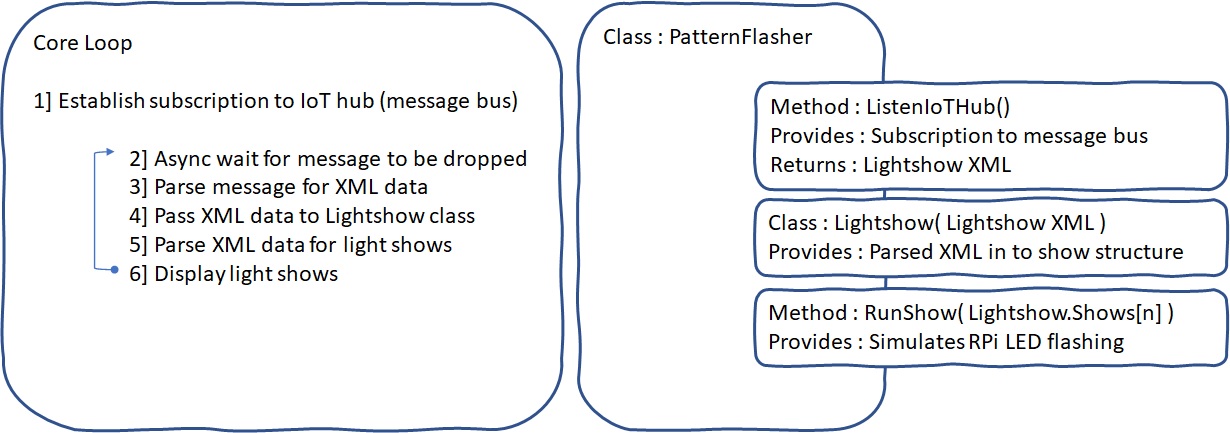 Core Loop
1] Establish subscription to IoT hub (message bus)
2] Async wait for message to be dropped
3] Parse message for XML data
4] Pass XML data to Lightshow class
5] Parse XML data for light shows
6] Display light shows
Class : PatternFlasher
Method : ListenIoTHub()
Provides : Subscription to message bus
Returns : Lightshow XML
Class : Lightshow( Lightshow XML )
Provides : Parsed XML in to show structure
Method : RunShow( Lightshow.Shows[n] )
Provides : Simulates RPi LED flashing